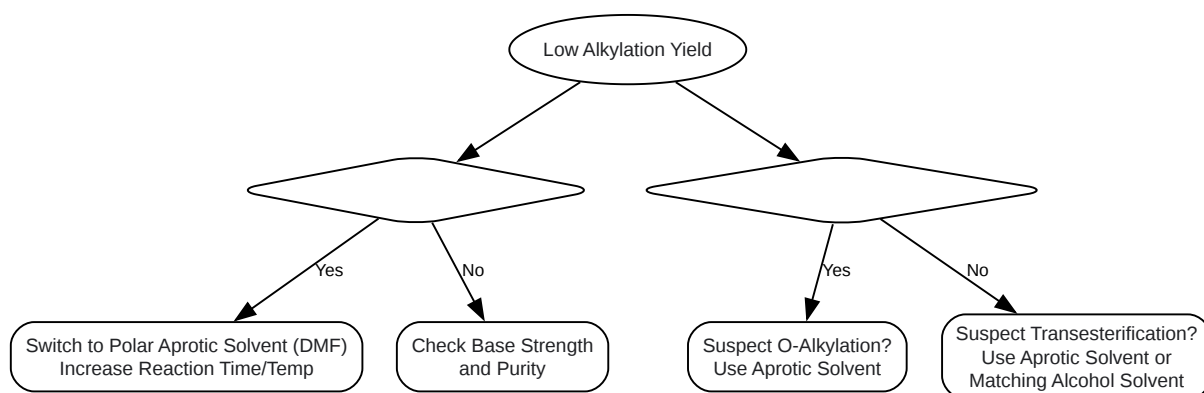 Low Alkylation Yield
Yes
No
Yes
No
Switch to Polar Aprotic Solvent (DMF)
Increase Reaction Time/Temp
Check Base Strength
and Purity
Suspect O-Alkylation?
Use Aprotic Solvent
Suspect Transesterification?
Use Aprotic Solvent or
Matching Alcohol Solvent